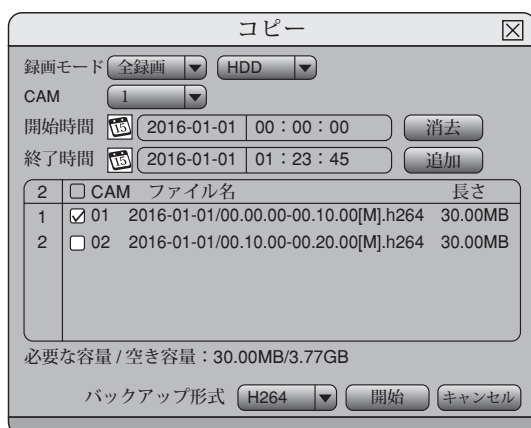 コピー
録画モード 全録画 HDD
CAM 1
開始時間 15 2016-01-01 00：00：00 消去
終了時間 15 2016-01-01 01：23：45 追加
2 CAM ファイル名 長さ
1 01 2016-01-01/00.00.00-00.10.00[M].h264 30.00MB
2 02 2016-01-01/00.10.00-00.20.00[M].h264 30.00MB
必要な容量 / 空き容量：30.00MB/3.77GB
バックアップ形式 H264 開始 キャンセル